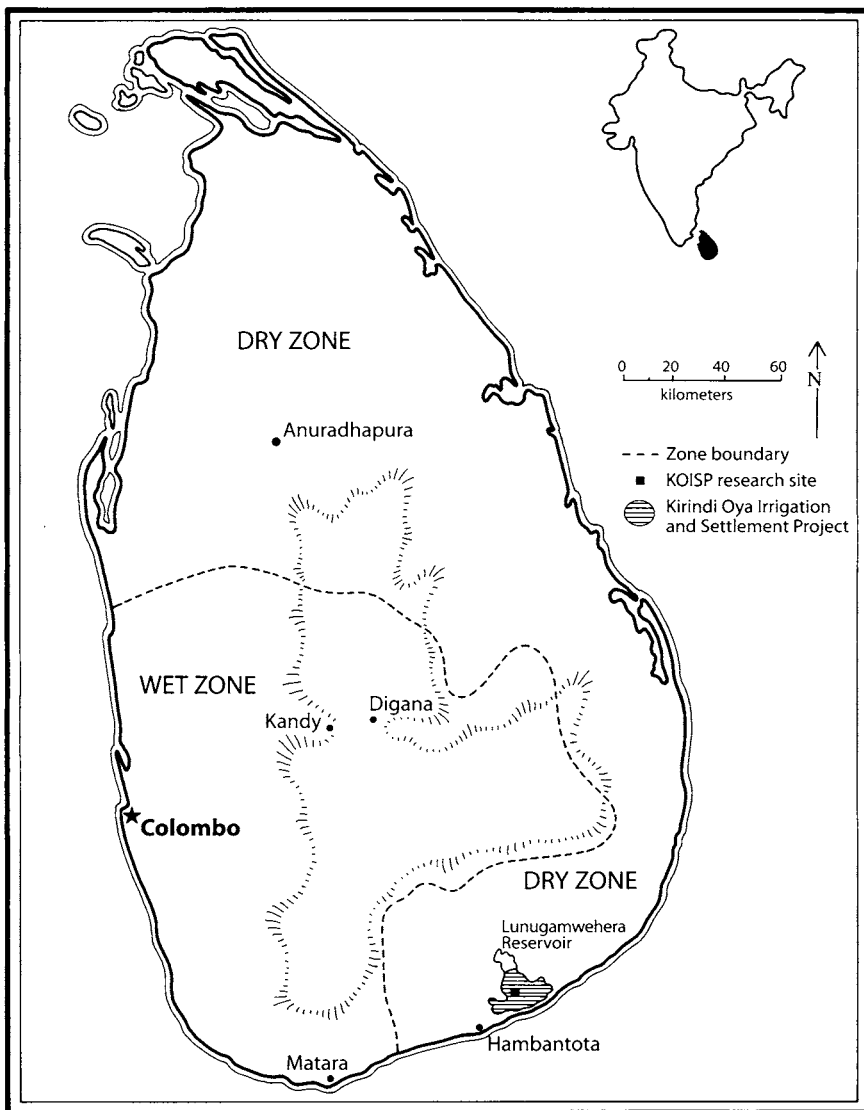 DRY ZONE
0 20 40 60
kilometers
N
Anuradhapura
Zone boundary
KOISP research site
Kirindi Oya Irrigation
and Settlement Project
WET ZONE
Kandy
Digana
Colombo
DRY ZONE
Lunugamwehera
Reservoir
Hambantota
Matara